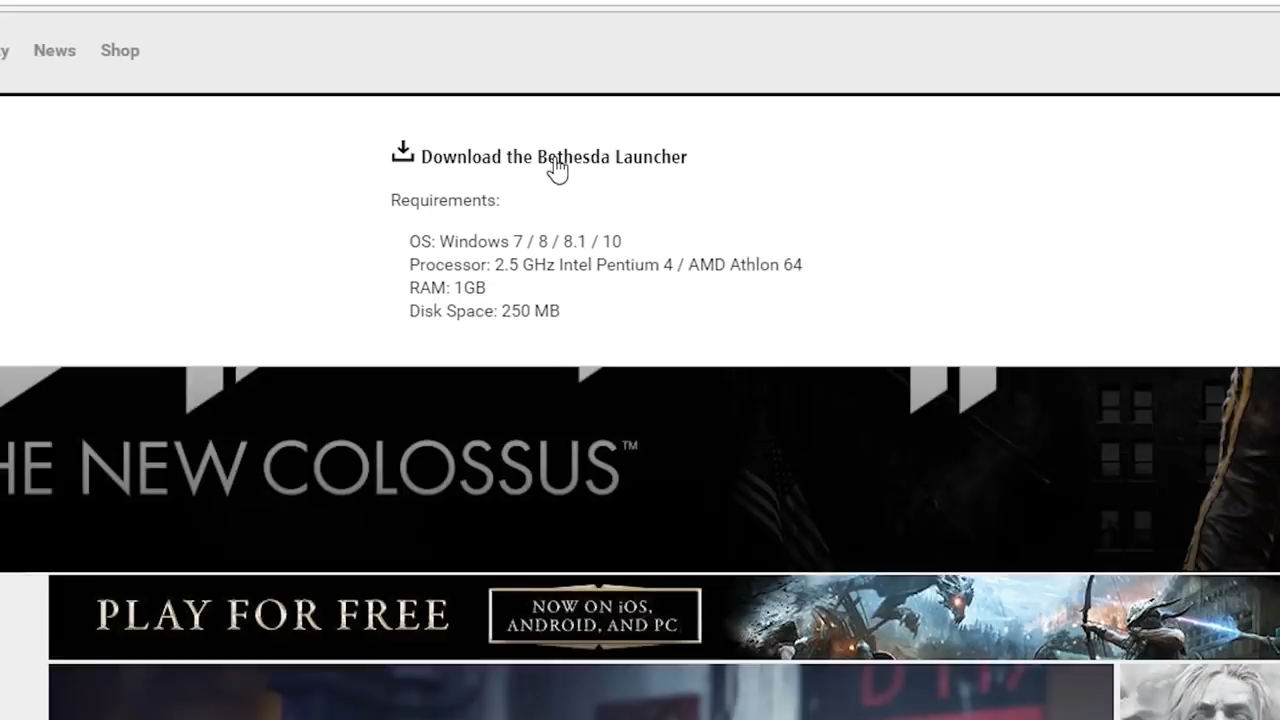 News Shop
Download the Bethesda Launcher
Requirements:
OS: Windows 7 / 8 / 8.1 / 10
Processor: 2.5 GHz Intel Pentium 4 / AMD Athlon 64
RAM: 1GB
Disk Space: 250 MB
HE NEW COLOSSUS™
PLAY FOR FREE
NOW ON iOS,
ANDROID, AND PC